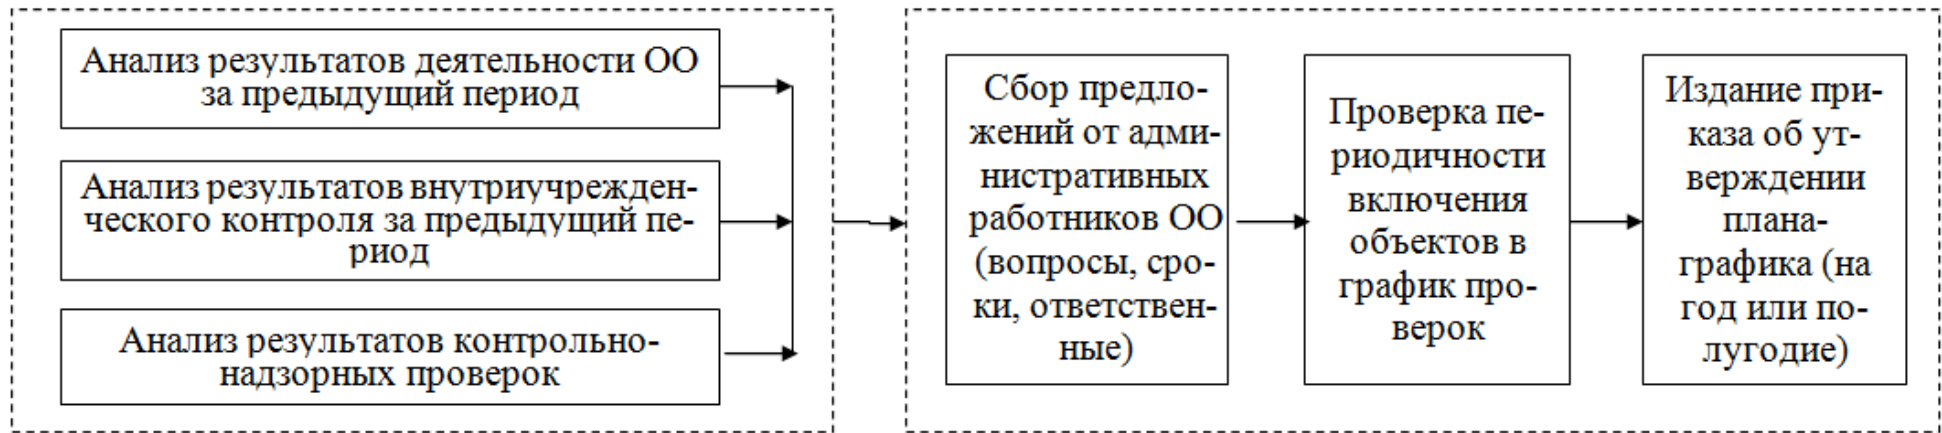 Анализ результатов деятельности ОО
за предыдущий период
Анализ результатов внутриучрежден-
ческого контроля за предыдущий пе-
риод
Анализ результатов контрольно-
надзорных проверок
Сбор предло-
жений от адми-
нистративных
работников ОО
(вопросы, сро-
ки, ответствен-
ные)
Проверка пе-
риодичности
включения
объектов в
график про-
верок
Издание при-
каза об ут-
верждении
плана-
графика (на
год или по-
лугодие)